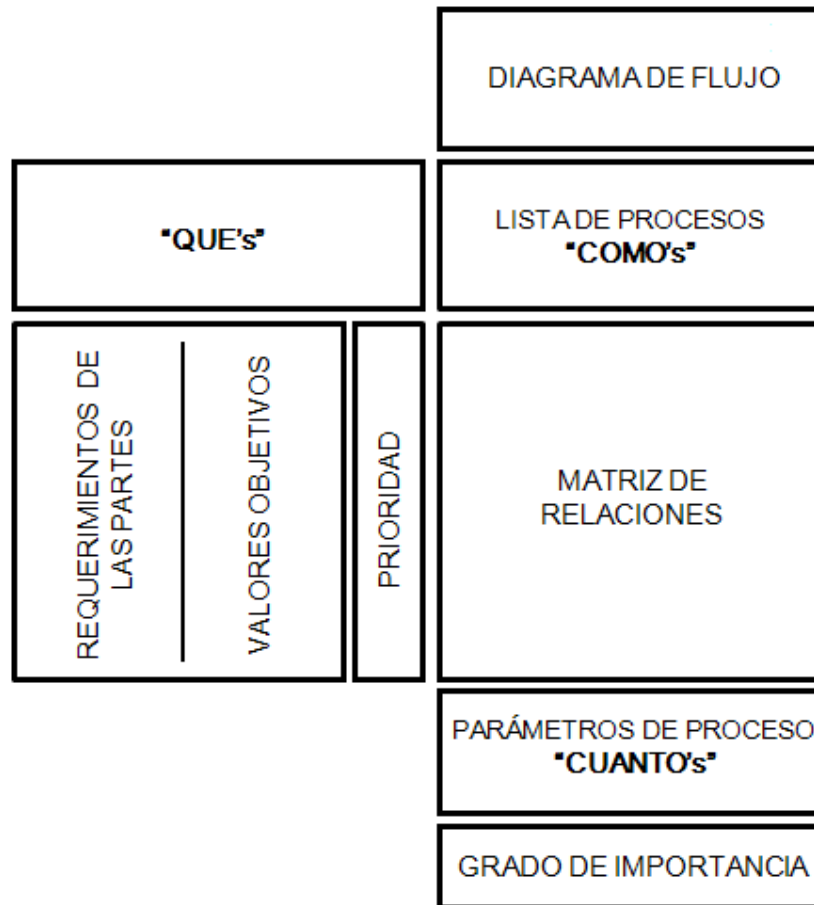 DIAGRAMA DE FLUJO
"QUE's"
LISTA DE PROCESOS
"COMO's"
REQUERIMIENTOS DE
LAS PARTES
VALORES OBJETIVOS
PRIORIDAD
MATRIZ DE
RELACIONES
PARÁMETROS DE PROCESO
"CUANTO's"
GRADO DE IMPORTANCIA